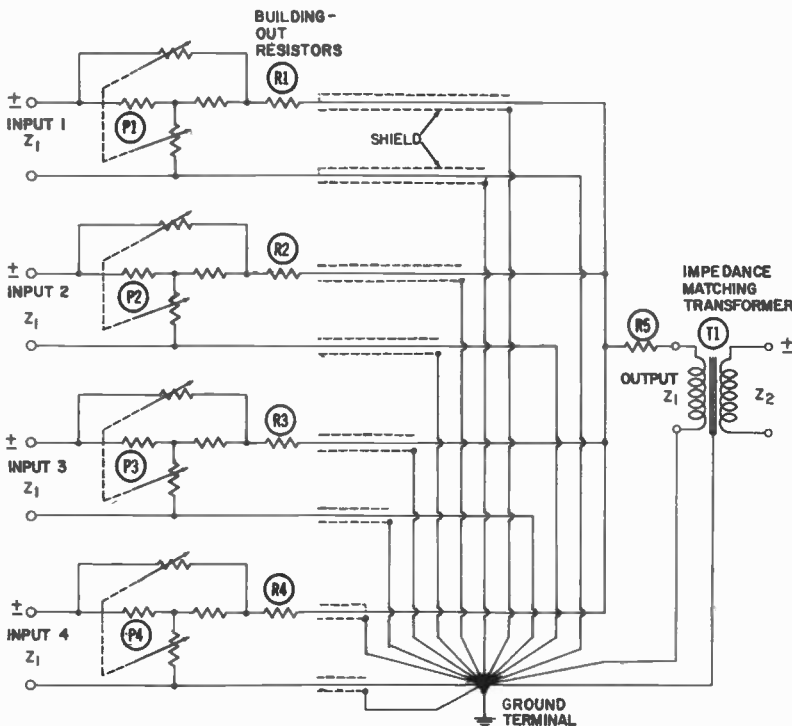 BUILDING-
OUT
RESISTORS
R1
±
INPUT 1
Z1
P1
SHIELD
R2
±
INPUT 2
Z1
P2
IMPEDANCE
MATCHING
TRANSFORMER
R5
T1
±
OUTPUT
Z1
Z2
R3
±
INPUT 3
Z1
P3
R4
±
INPUT 4
Z1
P4
GROUND
TERMINAL